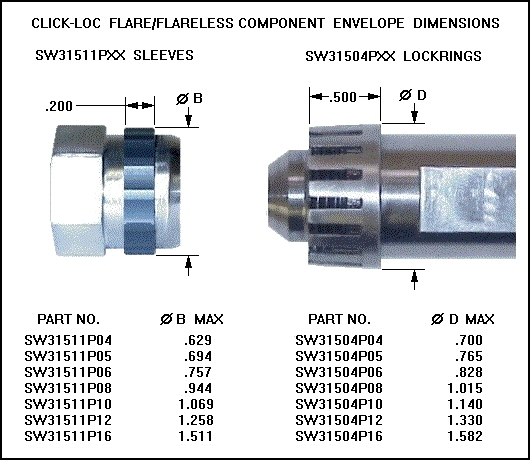 CLICK-LOC FLARE/FLARELESS COMPONENT ENVELOPE DIMENSIONS
SW31511PXX SLEEVES
SW31504PXX LOCKRINGS
.200
Ø B
.500
Ø D
PART NO. Ø B MAX
SW31511P04 .629
SW31511P05 .694
SW31511P06 .757
SW31511P08 .944
SW31511P10 1.069
SW31511P12 1.258
SW31511P16 1.511
PART NO. Ø D MAX
SW31504P04 .700
SW31504P05 .765
SW31504P06 .828
SW31504P08 1.015
SW31504P10 1.140
SW31504P12 1.330
SW31504P16 1.582